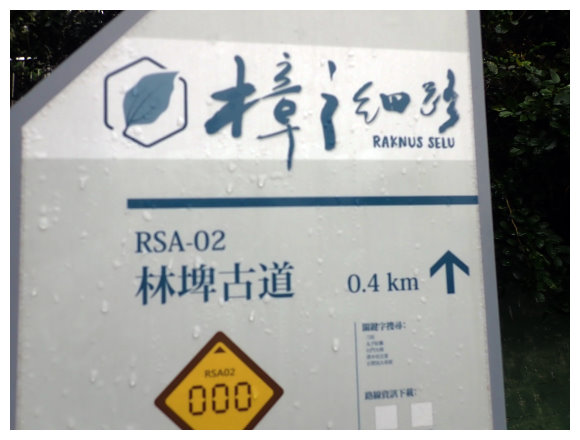 樟之細路
RAKNUS SELU
RSA-02
林埤古道 0.4 km
RSA02
000
關鍵字搜尋：
路線資訊下載：